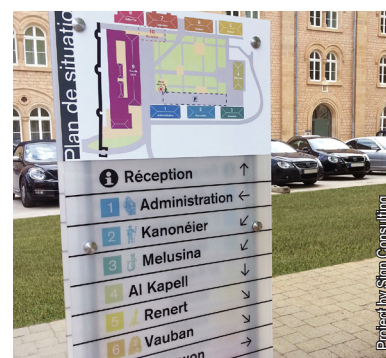 Plan de situation
Réception ↑
1 Administration ←
2 Kanonéier ↙
3 Melusina ↙
4 Al Kapell ↓
5 Renert ↘
6 Vauban ↘
Project by Sign Consulting